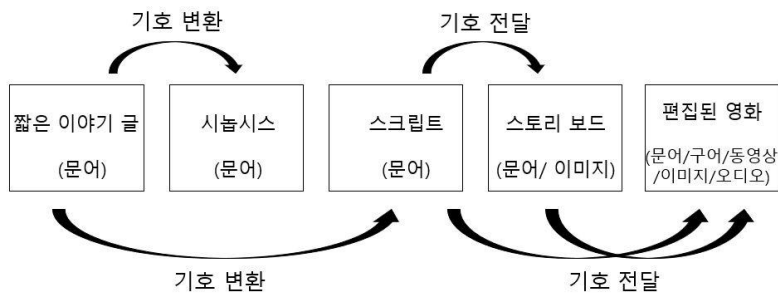 기호 변환
기호 전달
짧은 이야기 글
(문어)
시놉시스
(문어)
스크립트
(문어)
스토리 보드
(문어/ 이미지)
편집된 영화
(문어/구어/동영상
/이미지/오디오)
기호 변환
기호 전달